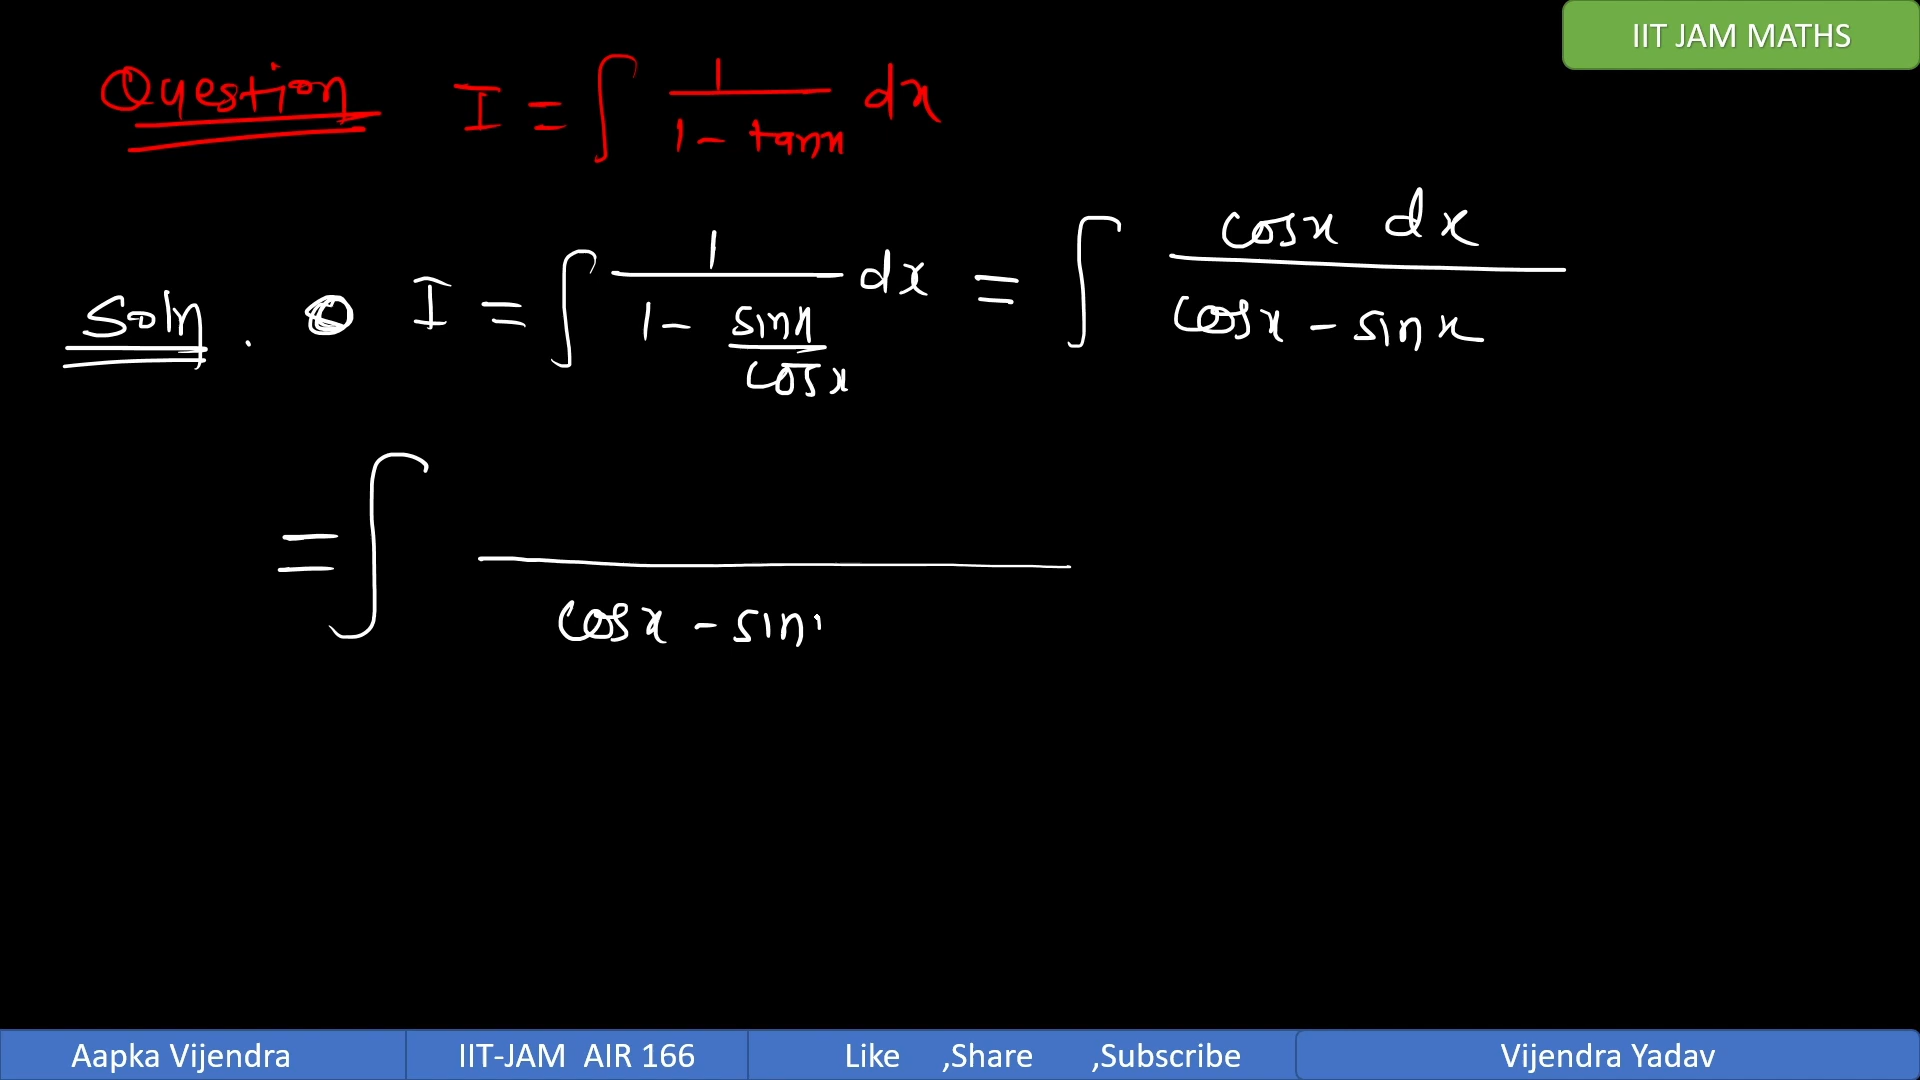 IIT JAM MATHS
Question I = ∫ 1/(1 - tanx) dx
Soln. I = ∫ 1/(1 - sinx/cosx) dx = ∫ cosx dx/(cosx - sinx)
= ∫ /(cosx - sin
Aapka Vijendra IIT-JAM AIR 166 Like ,Share ,Subscribe Vijendra Yadav